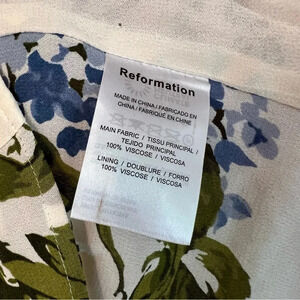 Reformation
MADE IN CHINA / FABRICADO EN
CHINA / FABRIQUÉ EN CHINE
MAIN FABRIC / TISSU PRINCIPAL /
TEJIDO PRINCIPAL
100% VISCOSE / VISCOSA
LINING / DOUBLURE / FORRO
100% VISCOSE / VISCOSA